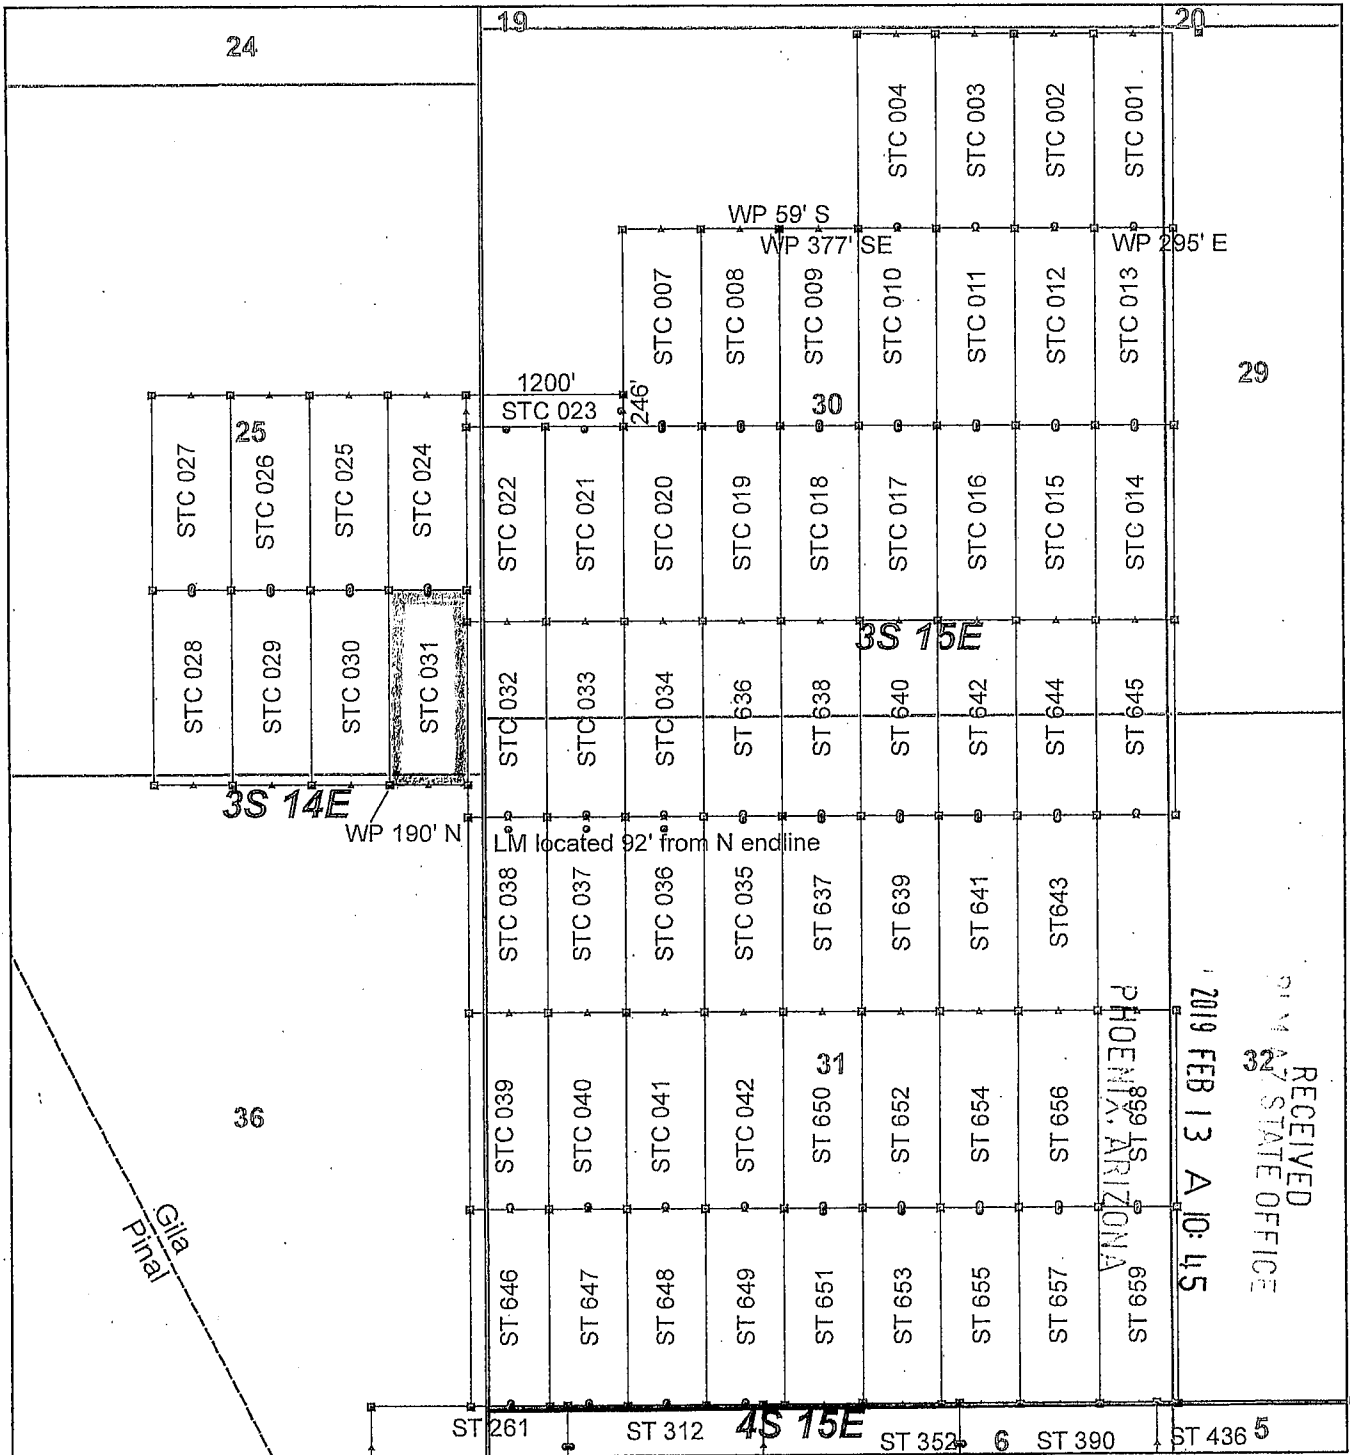 19
20
24
STC 004
STC 003
STC 002
STC 001
WP 59' S
WP 377' SE
WP 295' E
STC 007
STC 008
STC 009
STC 010
STC 011
STC 012
STC 013
29
1200'
246'
STC 023
30
25
STC 027
STC 026
STC 025
STC 024
STC 022
STC 021
STC 020
STC 019
STC 018
STC 017
STC 016
STC 015
STC 014
3S 15E
STC 028
STC 029
STC 030
STC 031
STC 032
STC 033
STC 034
ST 636
ST 638
ST 640
ST 642
ST 644
ST 645
3S 14E
WP 190' N
LM located 92' from N endline
STC 038
STC 037
STC 036
STC 035
ST 637
ST 639
ST 641
ST643
31
32
RECEIVED
BLM AZ STATE OFFICE
2019 FEB 13 A 10:45
PHOENIX, ARIZONA
36
STC 039
STC 040
STC 041
STC 042
ST 650
ST 652
ST 654
ST 656
ST 658
Gila
Pinal
ST 646
ST 647
ST 648
ST 649
ST 651
ST 653
ST 655
ST 657
ST 659
ST 261
ST 312
4S 15E
ST 352
6
ST 390
ST 436
5